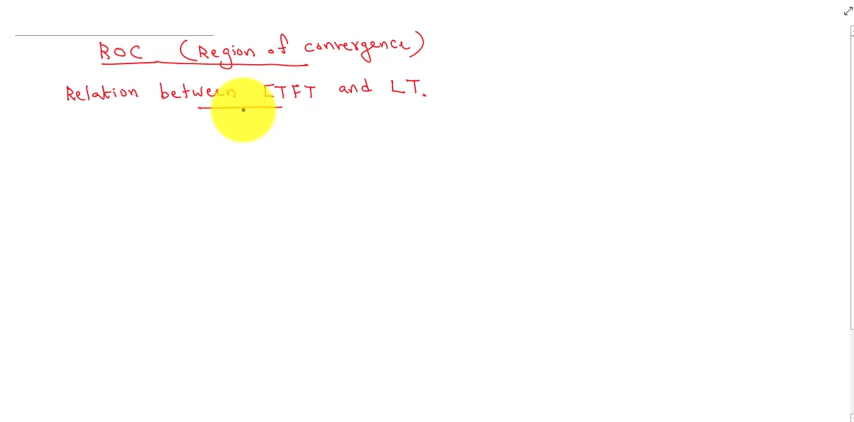 ROC (Region of convergence)
Relation between CTFT and LT.